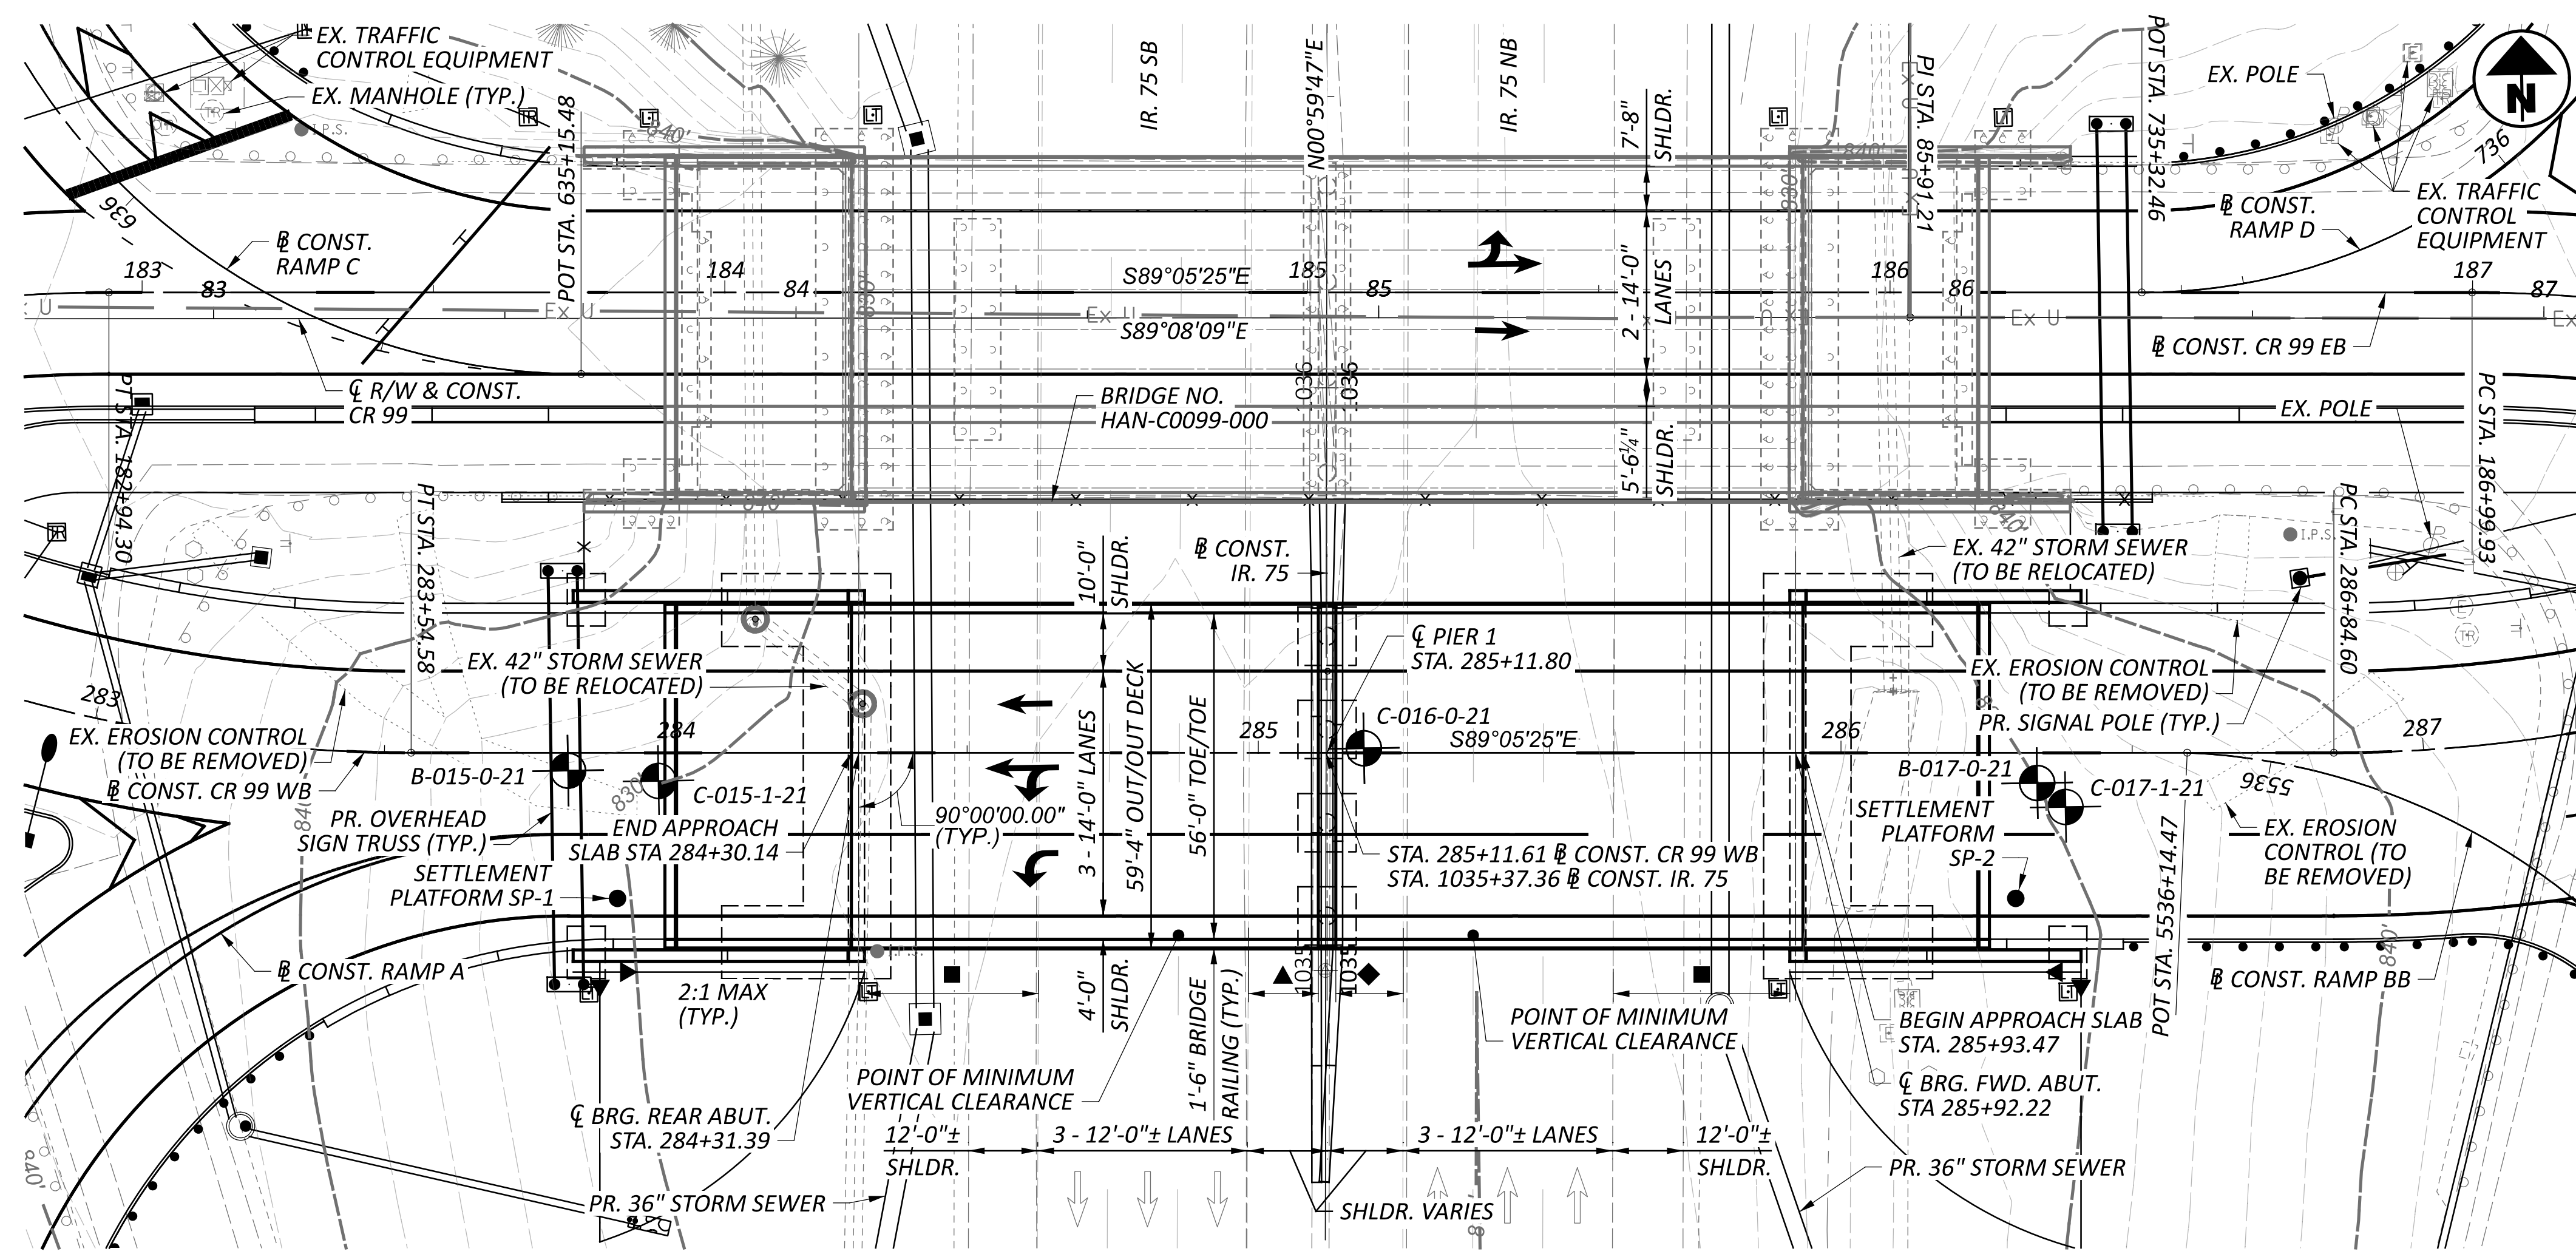 EX. TRAFFIC
CONTROL EQUIPMENT
EX. MANHOLE (TYP.)
I.P.S.
POT STA. 635+15.48
840'
IR. 75 SB
N00°59'47"E
IR. 75 NB
7'-8"
SHLDR.
PI STA. 85+91.21
Ex U
POT STA. 735+32.46
EX. POLE
N
736
EX. TRAFFIC
CONTROL
EQUIPMENT
℄ CONST.
RAMP D
636
℄ CONST.
RAMP C
183
83
184
84
S89°05'25"E
185
85
2 - 14'-0"
LANES
186
86
187
87
830'
840'
830'
Ex U
Ex U
Ex U
S89°08'09"E
℄ CONST. CR 99 EB
℄ R/W & CONST.
CR 99
BRIDGE NO.
HAN-C0099-000
1036
1036
5'-6¼"
SHLDR.
EX. POLE
PT STA. 182+94.30
PC STA. 186+99.93
PT STA. 283+54.58
PC STA. 286+84.60
840'
840'
10'-0"
SHLDR.
℄ CONST.
IR. 75
EX. 42" STORM SEWER
(TO BE RELOCATED)
I.P.S.
EX. 42" STORM SEWER
(TO BE RELOCATED)
℄ PIER 1
STA. 285+11.80
EX. EROSION CONTROL
(TO BE REMOVED)
PR. SIGNAL POLE (TYP.)
TR
283
284
285
C-016-0-21
S89°05'25"E
286
287
EX. EROSION CONTROL
(TO BE REMOVED)
℄ CONST. CR 99 WB
B-015-0-21
C-015-1-21
830'
3 - 14'-0" LANES
59'-4" OUT/OUT DECK
56'-0" TOE/TOE
B-017-0-21
C-017-1-21
5536
PR. OVERHEAD
SIGN TRUSS (TYP.)
END APPROACH
SLAB STA 284+30.14
90°00'00.00"
(TYP.)
STA. 285+11.61 ℄ CONST. CR 99 WB
STA. 1035+37.36 ℄ CONST. IR. 75
SETTLEMENT
PLATFORM
SP-2
EX. EROSION
CONTROL (TO
BE REMOVED)
SETTLEMENT
PLATFORM SP-1
POT STA. 5536+14.47
840'
℄ CONST. RAMP A
I.P.S.
℄ CONST. RAMP BB
2:1 MAX
(TYP.)
4'-0"
SHLDR.
1'-6" BRIDGE
RAILING (TYP.)
1035
1035
POINT OF MINIMUM
VERTICAL CLEARANCE
BEGIN APPROACH SLAB
STA. 285+93.47
POINT OF MINIMUM
VERTICAL CLEARANCE
℄ BRG. FWD. ABUT.
STA 285+92.22
℄ BRG. REAR ABUT.
STA. 284+31.39
12'-0"±
SHLDR.
3 - 12'-0"± LANES
3 - 12'-0"± LANES
12'-0"±
SHLDR.
840'
PR. 36" STORM SEWER
SHLDR. VARIES
PR. 36" STORM SEWER